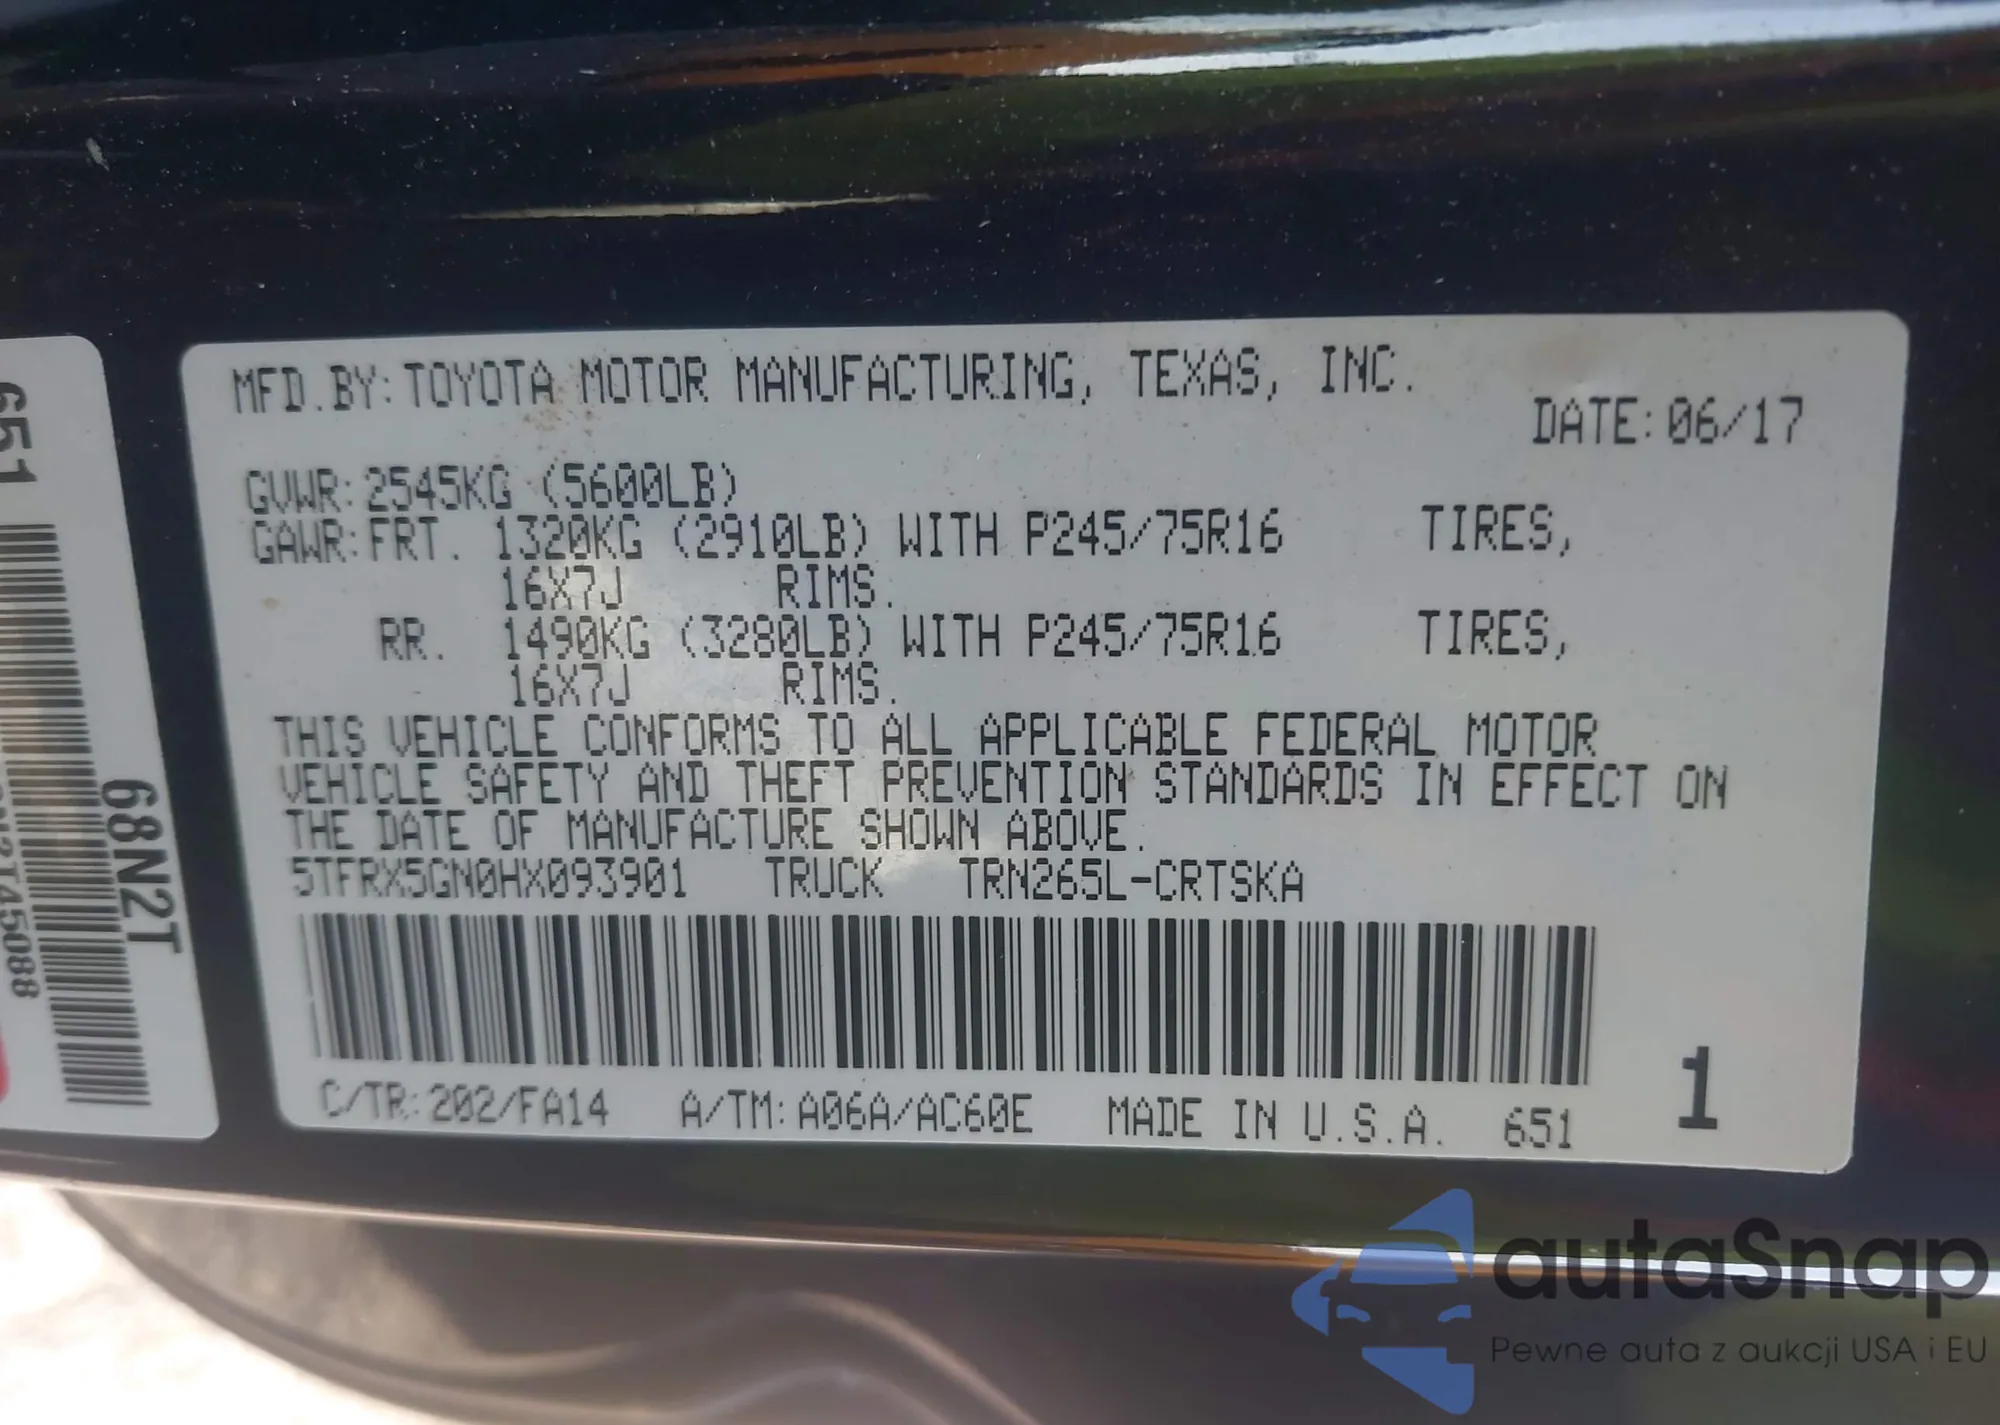 MFD.BY:TOYOTA MOTOR MANUFACTURING, TEXAS, INC.
DATE:06/17
GVWR:2545KG (5600LB)
GAWR:FRT. 1320KG (2910LB) WITH P245/75R16 TIRES,
16X7J RIMS.
RR. 1490KG (3280LB) WITH P245/75R16 TIRES,
16X7J RIMS.
THIS VEHICLE CONFORMS TO ALL APPLICABLE FEDERAL MOTOR
VEHICLE SAFETY AND THEFT PREVENTION STANDARDS IN EFFECT ON
THE DATE OF MANUFACTURE SHOWN ABOVE.
5TFRX5GN0HX093901 TRUCK TRN265L-CRTSKA
C/TR:202/FA14 A/TM:A06A/AC60E MADE IN U.S.A. 651
1
651
68N2T
autaSnap
Pewne auta z aukcji USA i EU